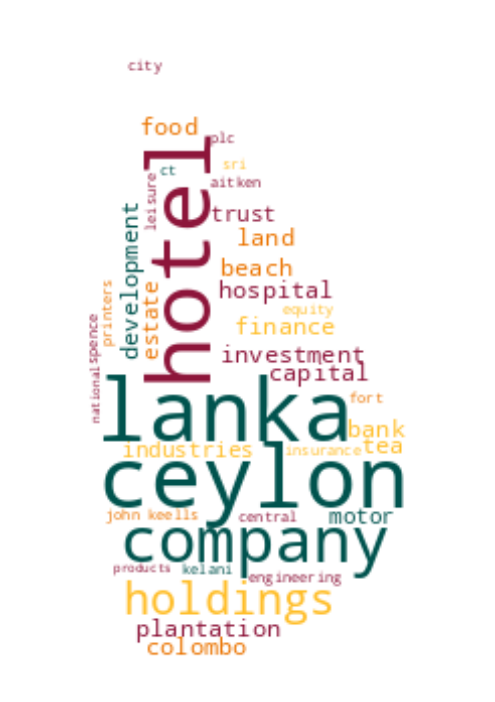 city
food
plc
hotel
ct
sri
leisure
aitken
development
trust
land
beach
estate
hospital
printers
equity
finance
spence
national
investment
capital
lanka
fort
bank
industries
insurance
tea
ceylon
john keells
central
motor
company
products
kelani
engineering
holdings
plantation
colombo